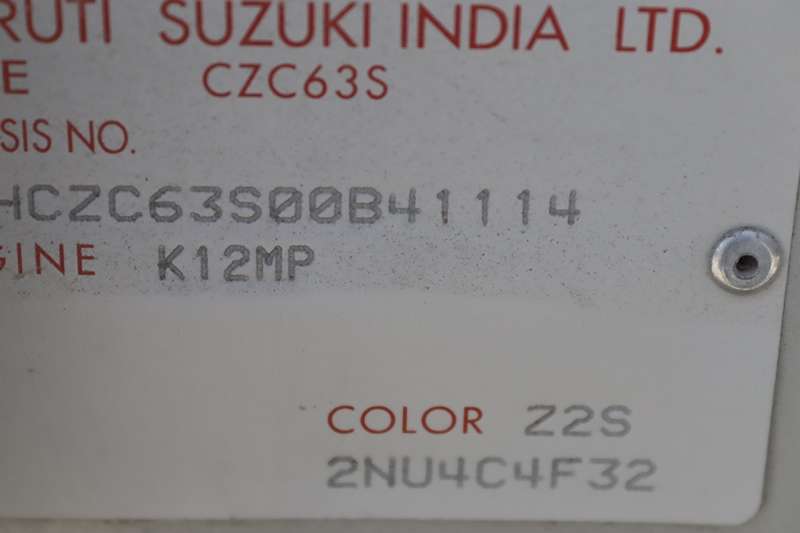 RUTI SUZUKI INDIA LTD.
E CZC63S
SIS NO.
HCZC63S00B41114
GINE K12MP
COLOR Z2S
2NU4C4F32